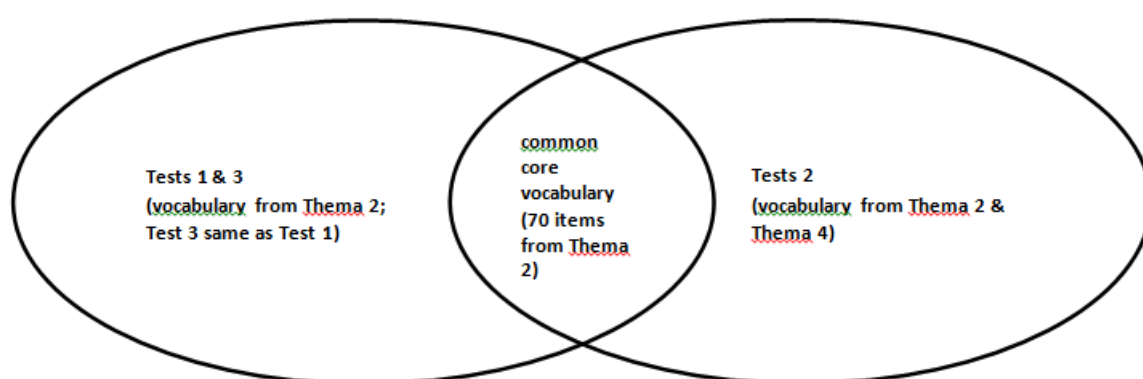 Tests 1 & 3
(vocabulary from Thema 2;
Test 3 same as Test 1)
common
core
vocabulary
(70 items
from Thema
2)
Tests 2
(vocabulary from Thema 2 &
Thema 4)